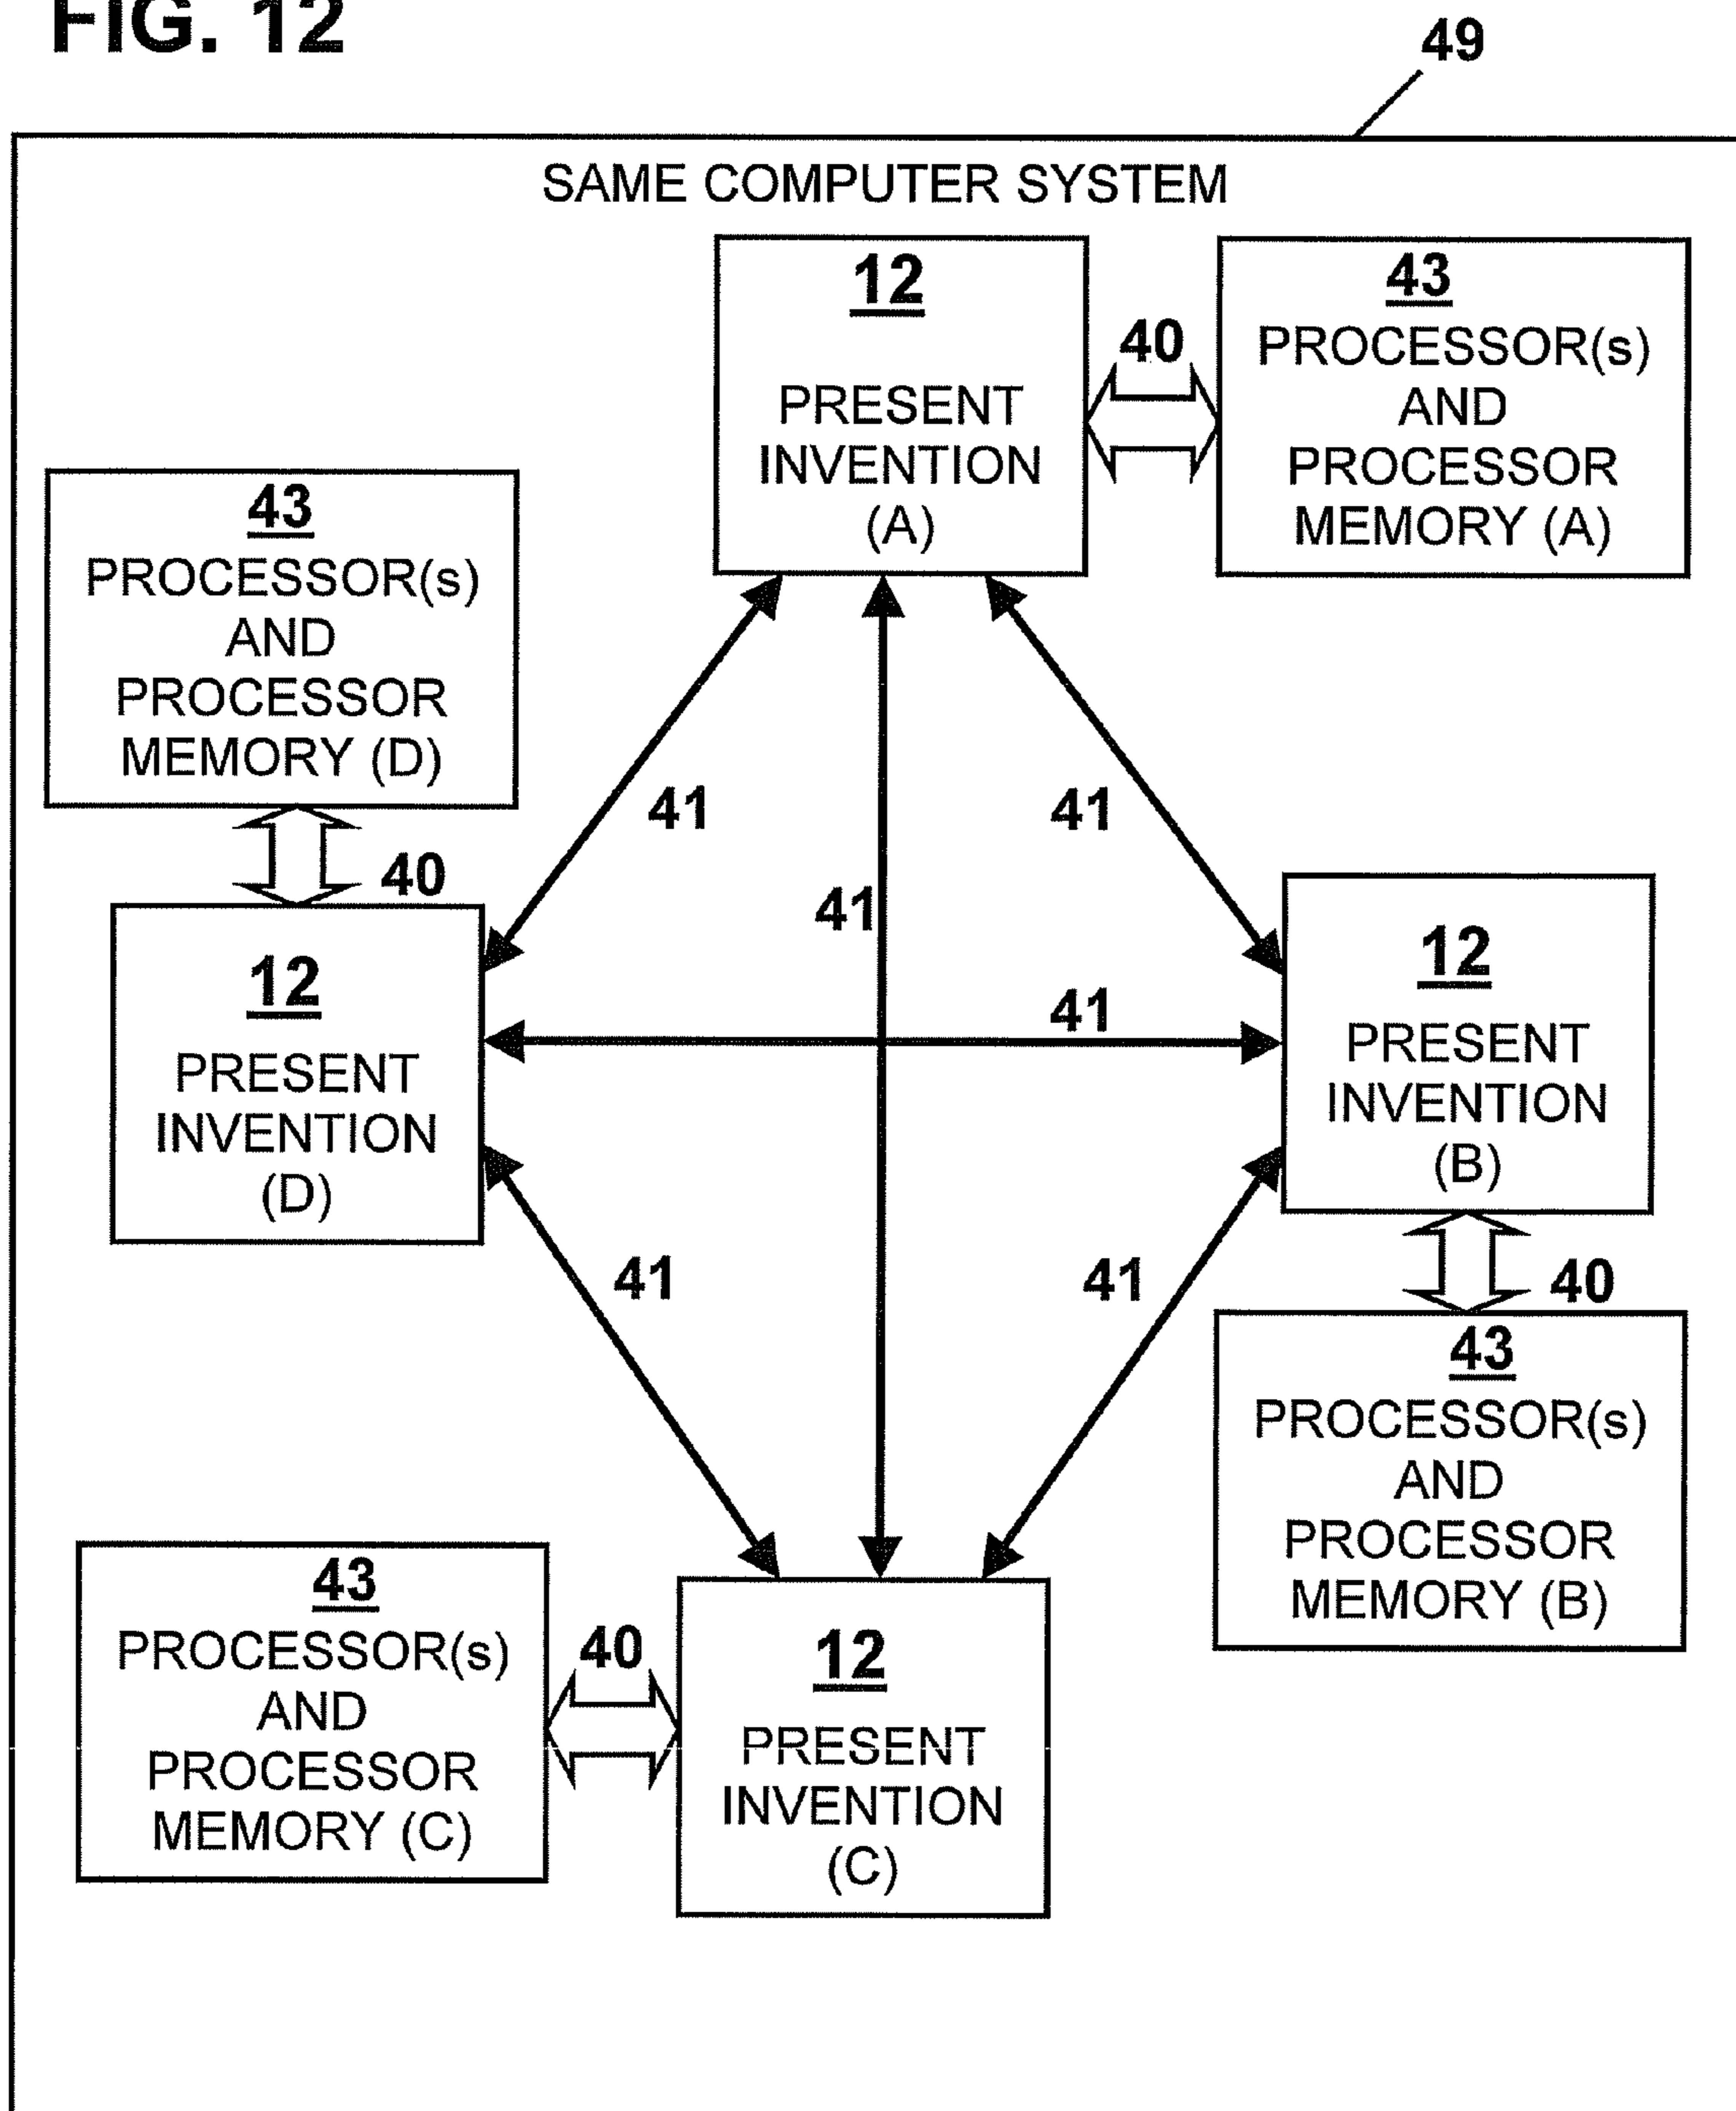 FIG. 12
49
SAME COMPUTER SYSTEM
12
PRESENT
INVENTION
(A)
40
43
PROCESSOR(s)
AND
PROCESSOR
MEMORY (A)
43
PROCESSOR(s)
AND
PROCESSOR
MEMORY (D)
40
41
41
41
41
12
PRESENT
INVENTION
(D)
12
PRESENT
INVENTION
(B)
41
41
40
43
PROCESSOR(s)
AND
PROCESSOR
MEMORY (B)
43
PROCESSOR(s)
AND
PROCESSOR
MEMORY (C)
40
12
PRESENT
INVENTION
(C)